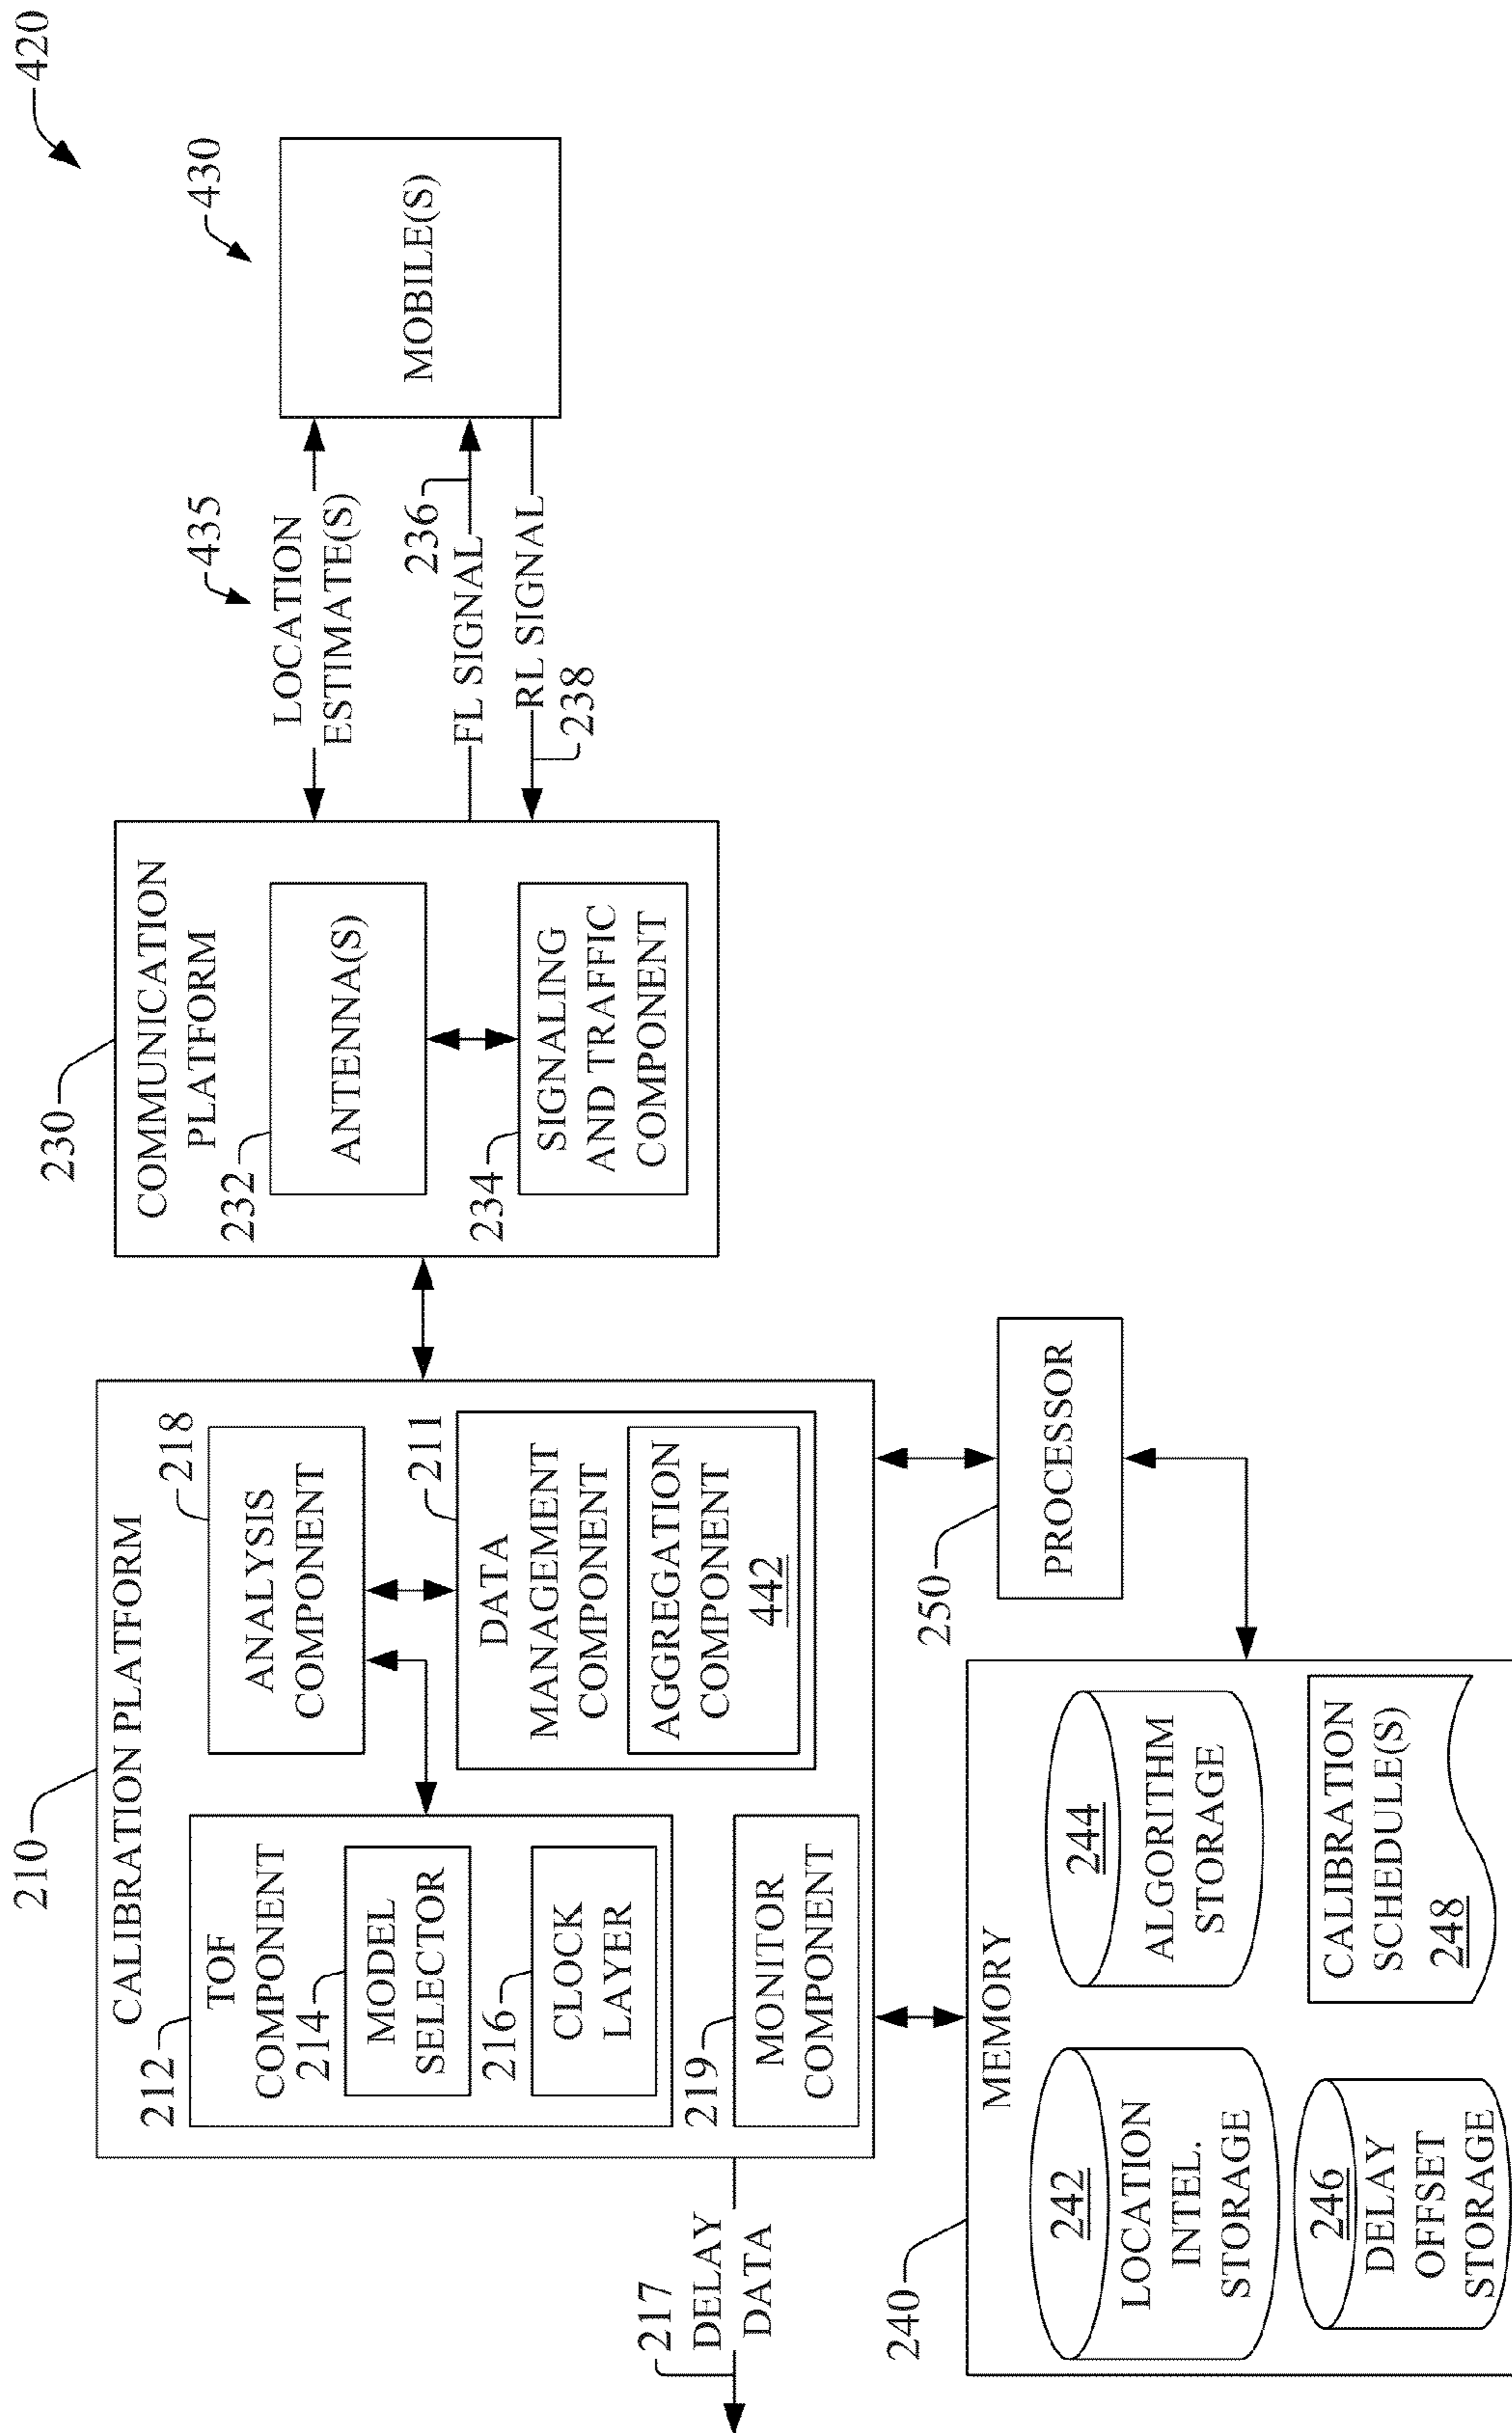 420
210
CALIBRATION PLATFORM
212
TOF
COMPONENT
214
MODEL
SELECTOR
216
CLOCK
LAYER
218
ANALYSIS
COMPONENT
211
DATA
MANAGEMENT
COMPONENT
AGGREGATION
COMPONENT
442
219
MONITOR
COMPONENT
217
DELAY
DATA
230
COMMUNICATION
PLATFORM
232
ANTENNA(S)
234
SIGNALING
AND TRAFFIC
COMPONENT
435
LOCATION
ESTIMATE(S)
236
FL SIGNAL
RL SIGNAL
238
430
MOBILE(S)
250
PROCESSOR
240
MEMORY
242
LOCATION
INTEL.
STORAGE
244
ALGORITHM
STORAGE
246
DELAY
OFFSET
STORAGE
CALIBRATION
SCHEDULE(S)
248